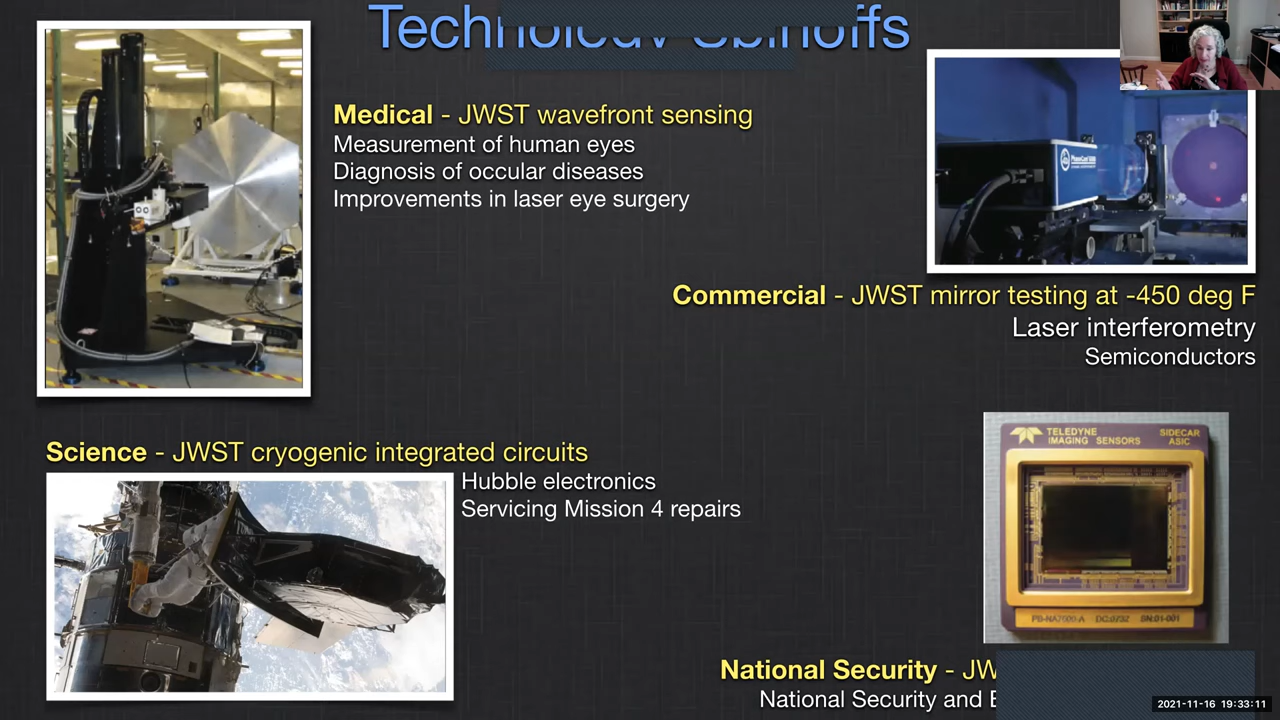 Technology Spinoffs
Medical - JWST wavefront sensing
Measurement of human eyes
Diagnosis of occular diseases
Improvements in laser eye surgery
Commercial - JWST mirror testing at -450 deg F
Laser interferometry
Semiconductors
Science - JWST cryogenic integrated circuits
Hubble electronics
Servicing Mission 4 repairs
TELEDYNE
IMAGING SENSORS
SIDECAR
ASIC
National Security - JW
National Security and E
2021-11-16 19:33:11